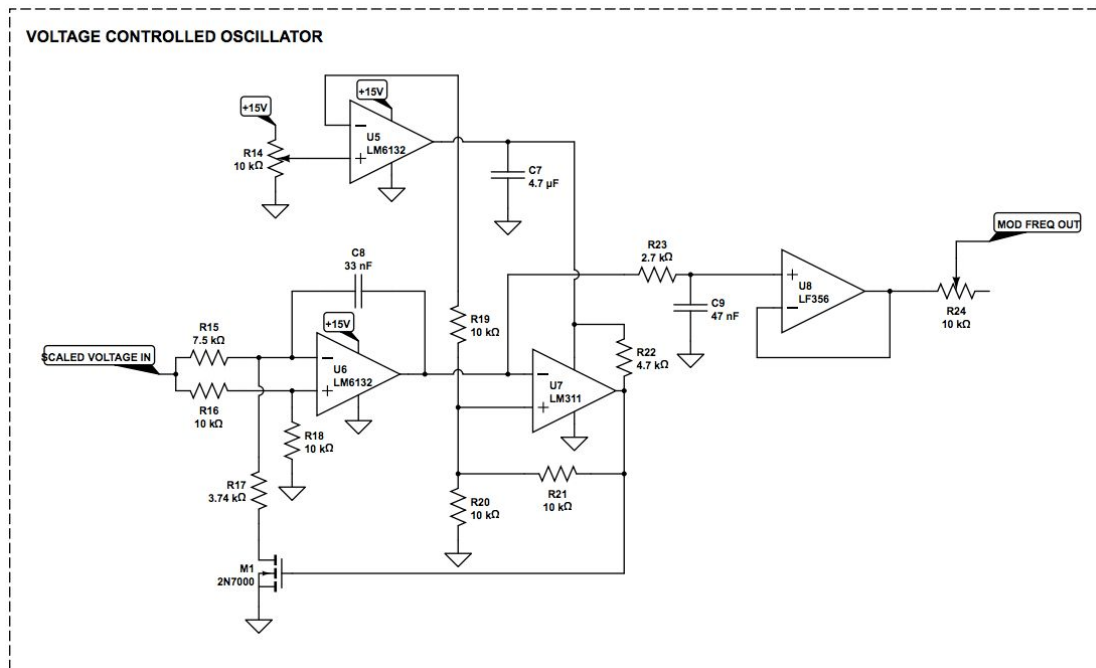 VOLTAGE CONTROLLED OSCILLATOR
+15V
+15V
−
U5
LM6132
+
R14
10 kΩ
C7
4.7 µF
MOD FREQ OUT
R23
2.7 kΩ
+
U8
LF356
−
C9
47 nF
R24
10 kΩ
C8
33 nF
+15V
R19
10 kΩ
R15
7.5 kΩ
SCALED VOLTAGE IN
R16
10 kΩ
−
U6
LM6132
+
R22
4.7 kΩ
−
U7
LM311
+
R18
10 kΩ
R17
3.74 kΩ
R20
10 kΩ
R21
10 kΩ
M1
2N7000